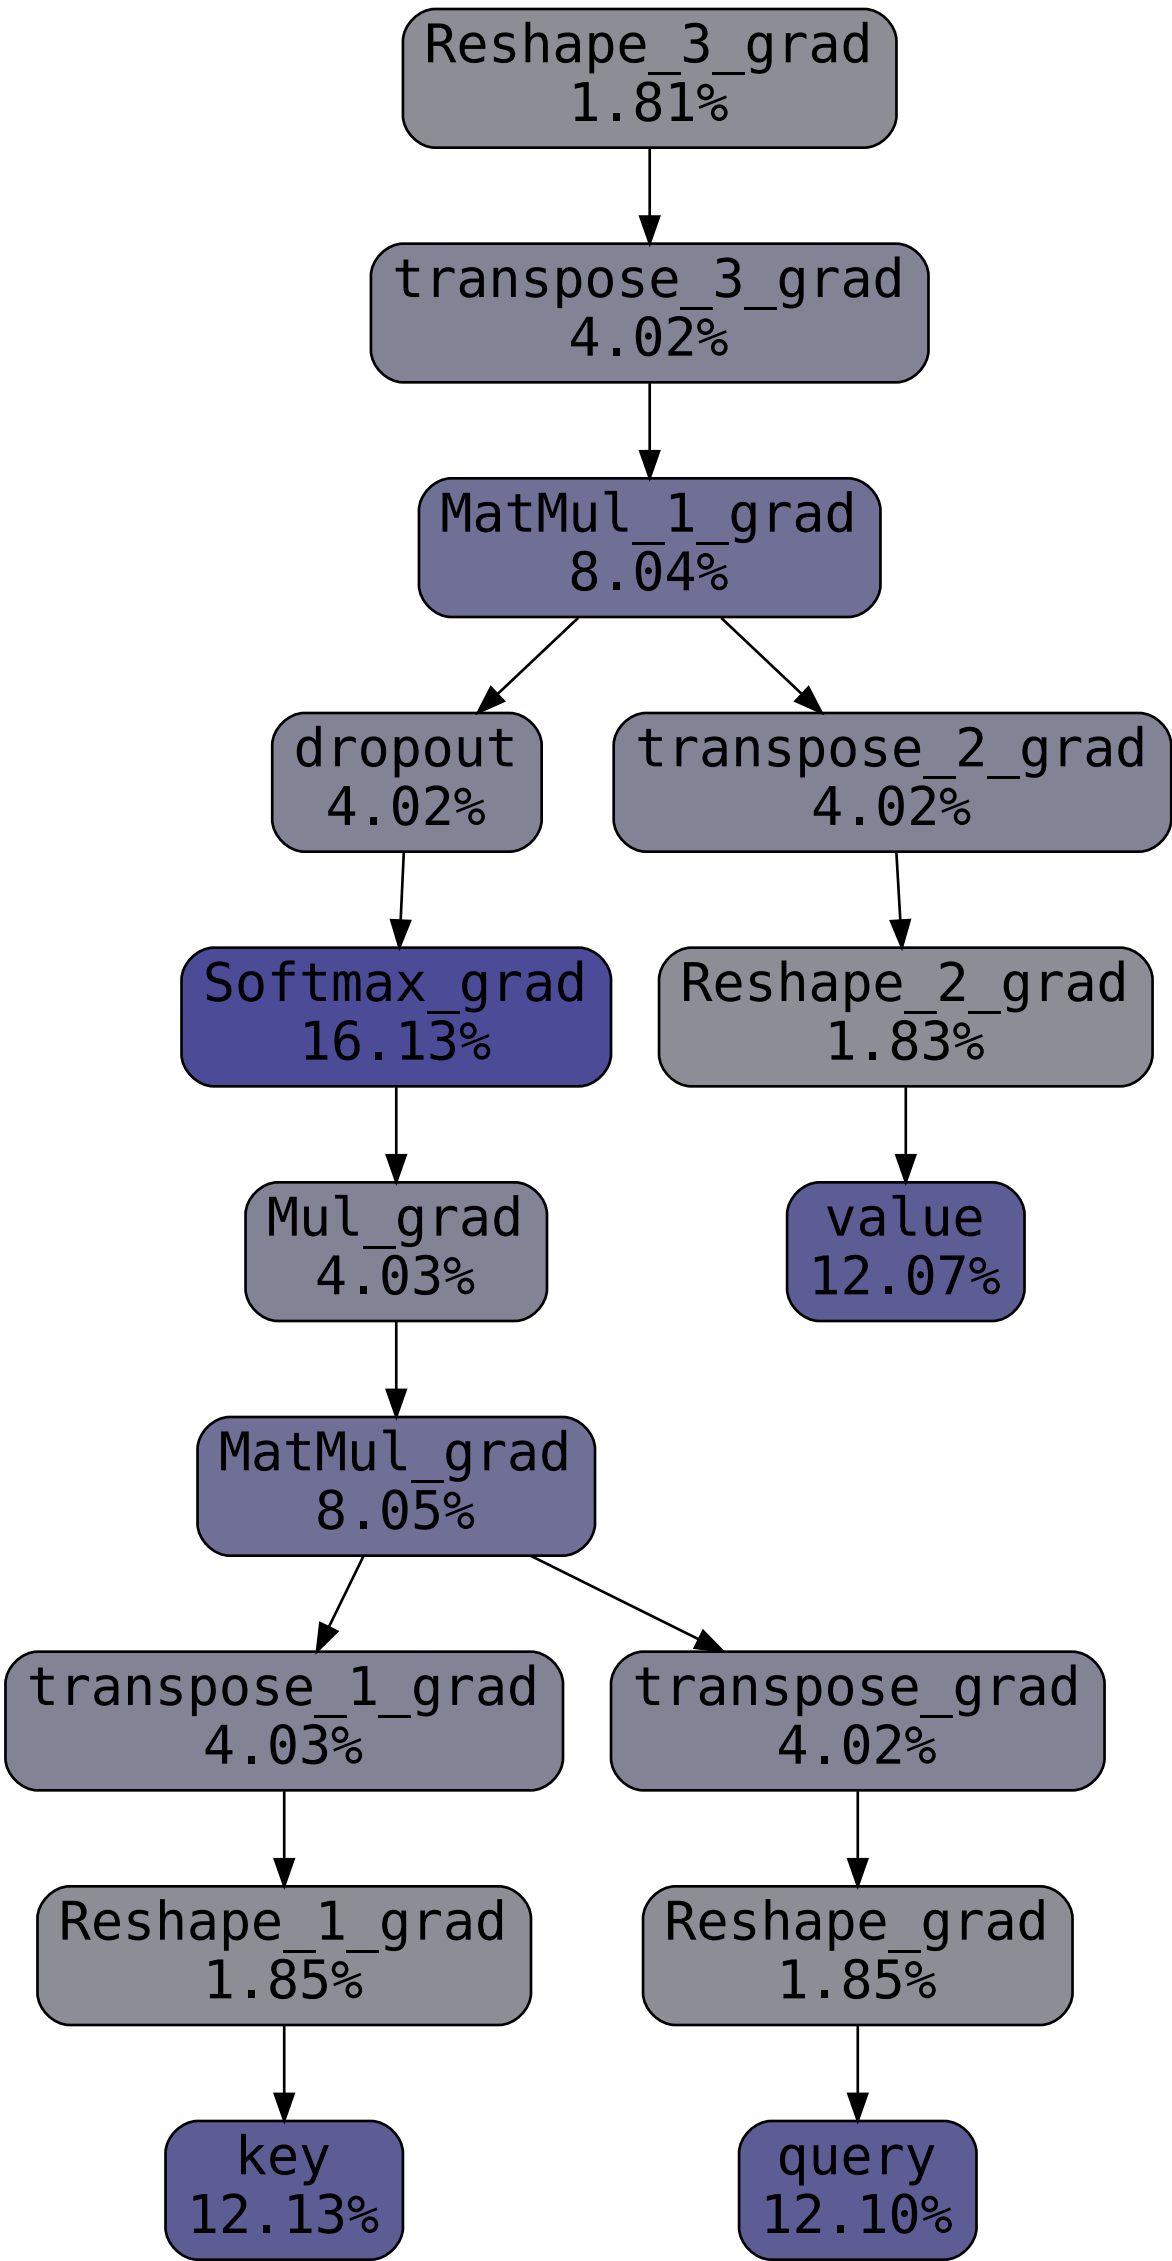 Reshape_3_grad
1.81%
transpose_3_grad
4.02%
MatMul_1_grad
8.04%
dropout
4.02%
transpose_2_grad
4.02%
Softmax_grad
16.13%
Reshape_2_grad
1.83%
Mul_grad
4.03%
value
12.07%
MatMul_grad
8.05%
transpose_1_grad
4.03%
transpose_grad
4.02%
Reshape_1_grad
1.85%
Reshape_grad
1.85%
key
12.13%
query
12.10%